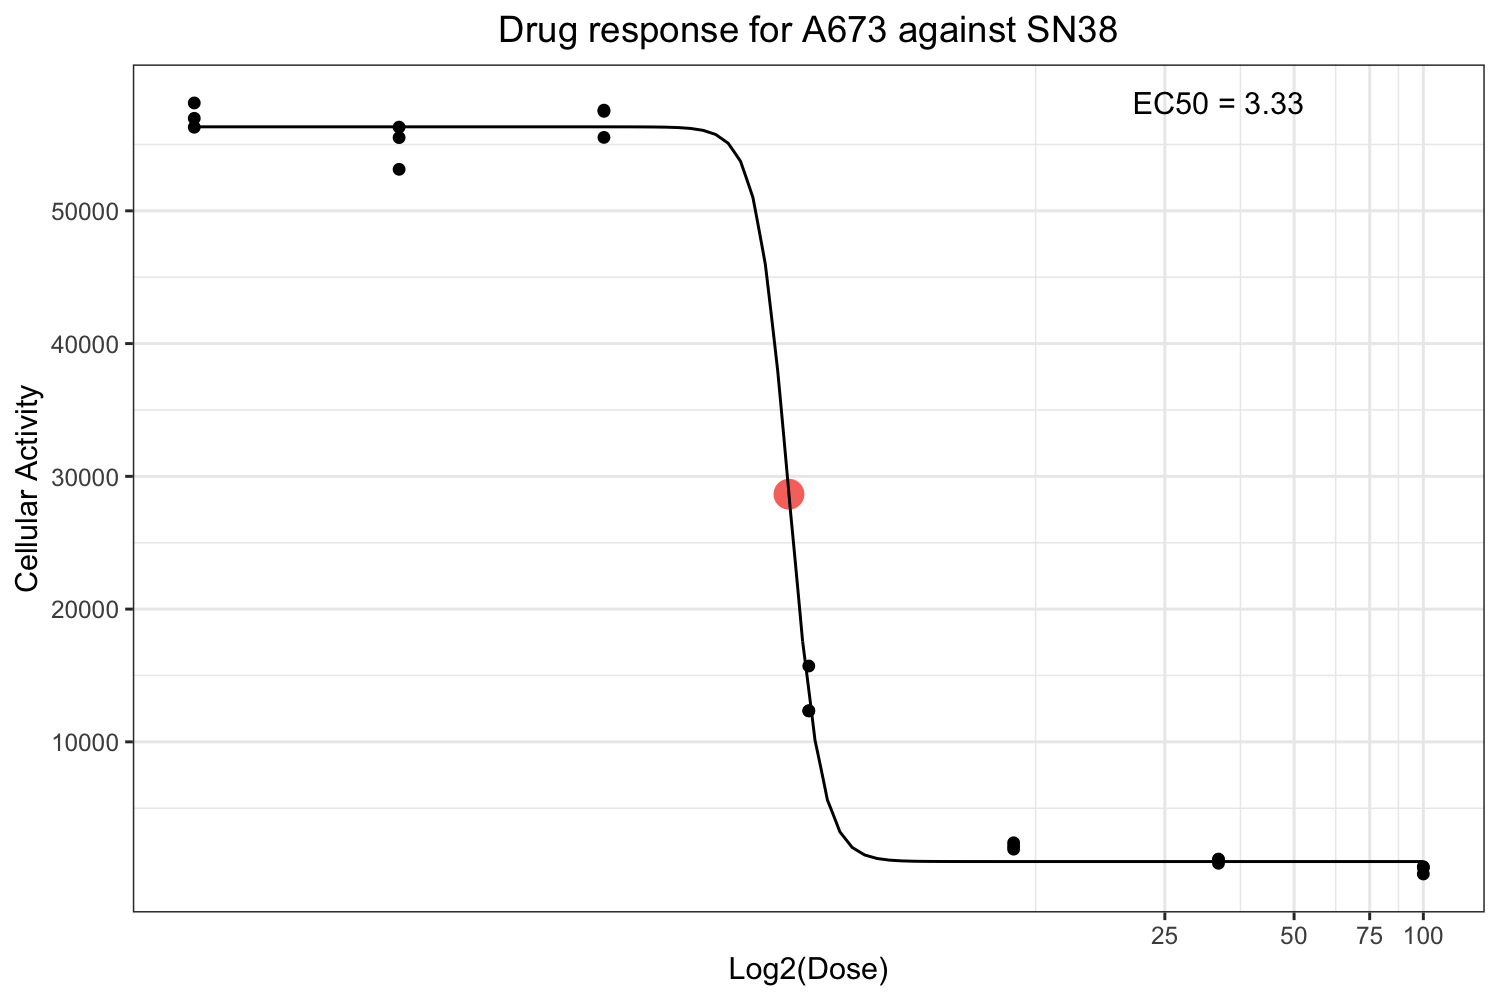 Drug response for A673 against SN38
EC50 = 3.33
50000
40000
30000
20000
10000
Cellular Activity
25 50 75 100
Log2(Dose)